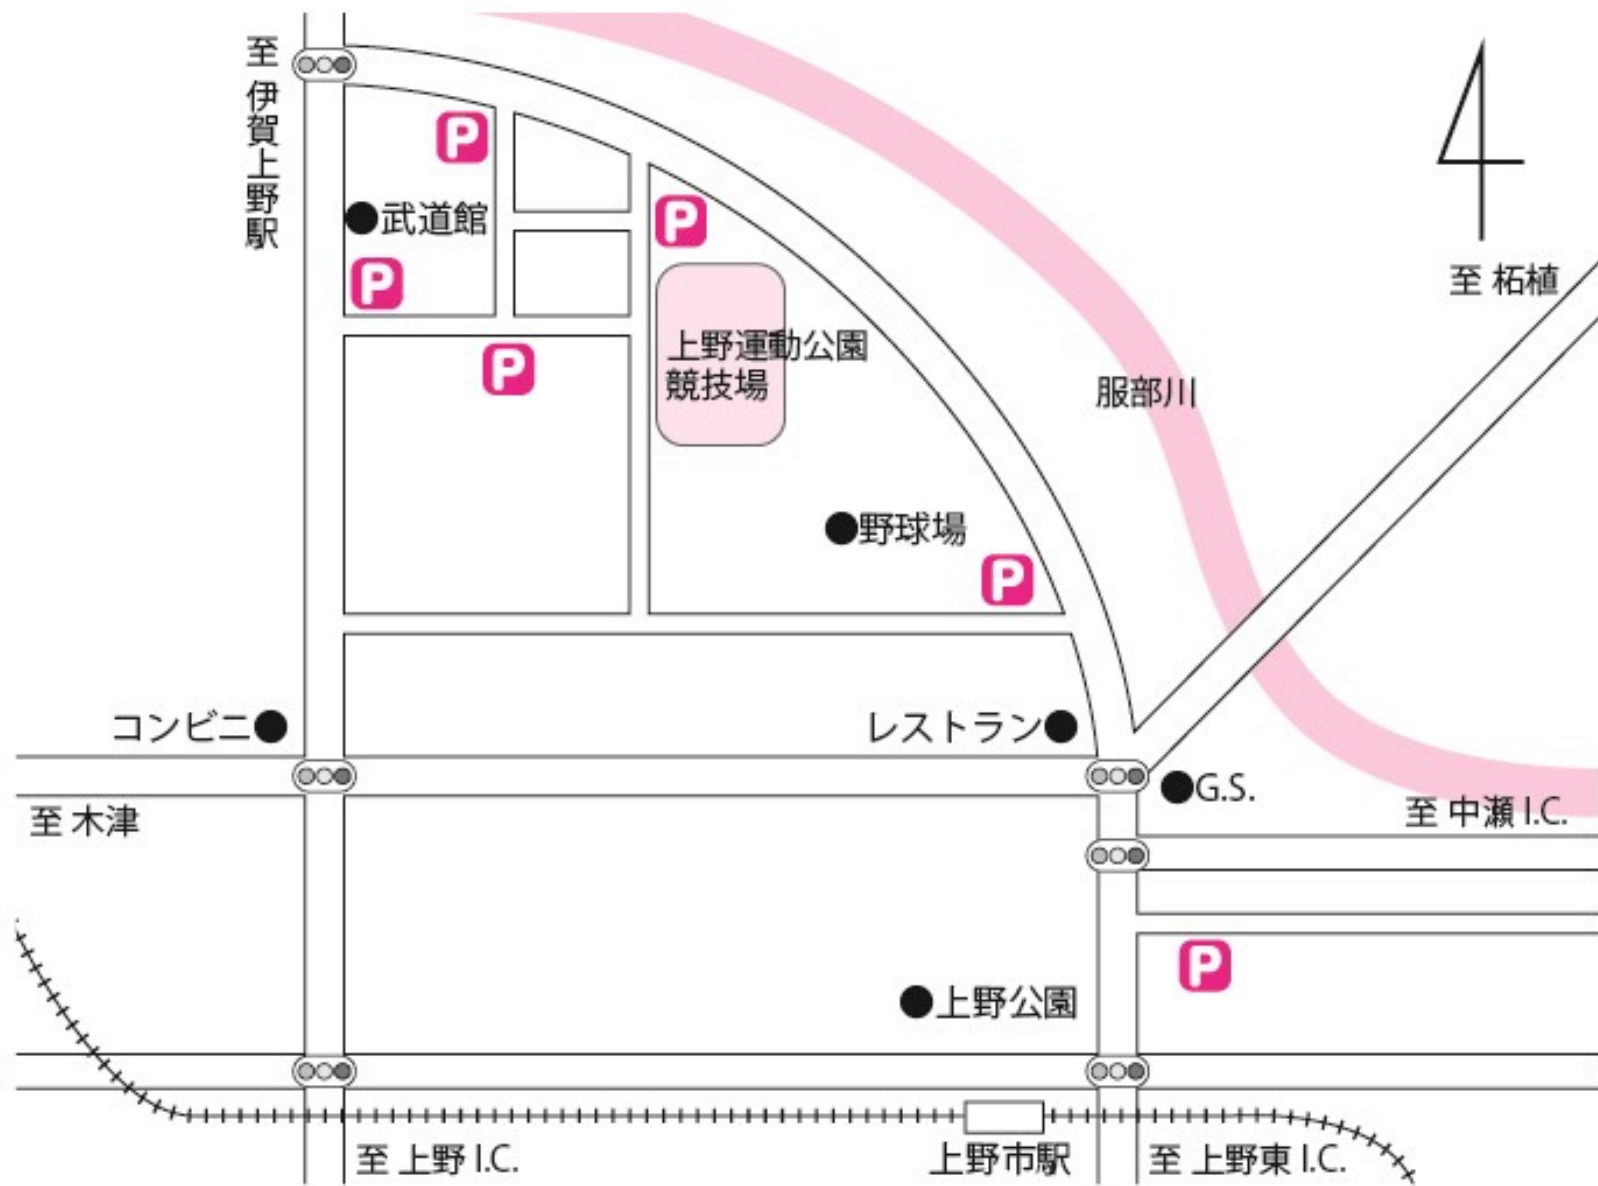 至 伊賀上野駅
P
武道館
P
P
P
上野運動公園
競技場
至 柘植
服部川
野球場
P
コンビニ
レストラン
G.S.
至 木津
至 中瀬 I.C.
P
上野公園
至 上野 I.C.
上野市駅
至 上野東 I.C.